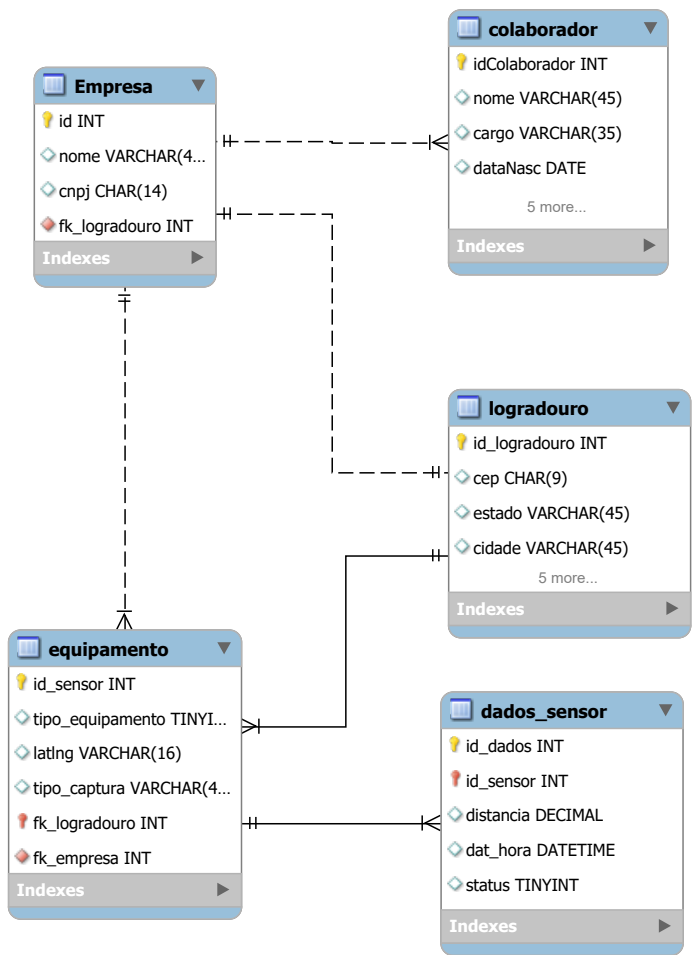 Empresa
id INT
nome VARCHAR(4...
cnpj CHAR(14)
fk_logradouro INT
Indexes
colaborador
idColaborador INT
nome VARCHAR(45)
cargo VARCHAR(35)
dataNasc DATE
5 more...
Indexes
logradouro
id_logradouro INT
cep CHAR(9)
estado VARCHAR(45)
cidade VARCHAR(45)
5 more...
Indexes
equipamento
id_sensor INT
tipo_equipamento TINYI...
latlng VARCHAR(16)
tipo_captura VARCHAR(4...
fk_logradouro INT
fk_empresa INT
Indexes
dados_sensor
id_dados INT
id_sensor INT
distancia DECIMAL
dat_hora DATETIME
status TINYINT
Indexes